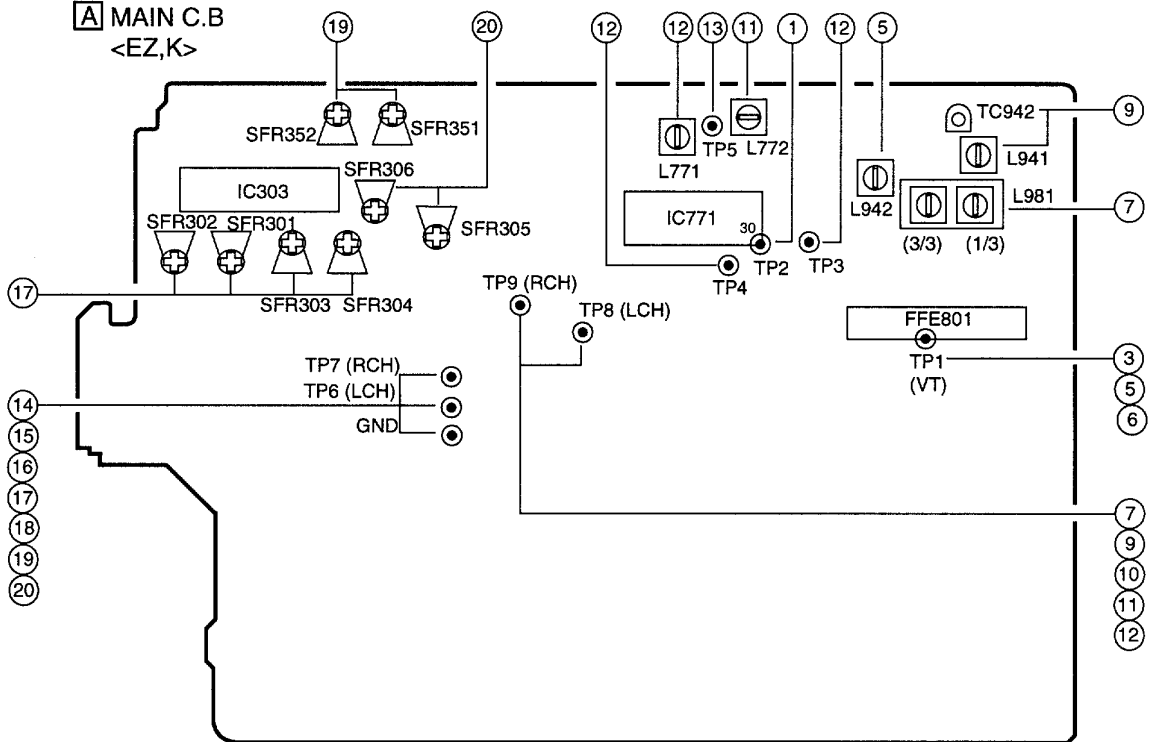 A MAIN C.B
<EZ,K>
19
20
12
12
13
11
1
12
5
SFR352
SFR351
L771
TP5
L772
TC942
9
L941
IC303
SFR306
L942
L981
7
SFR302
SFR301
SFR305
IC771
30
(3/3)
(1/3)
TP2
TP3
TP4
17
SFR303
SFR304
TP9 (RCH)
TP8 (LCH)
FFE801
TP1
(VT)
3
5
6
TP7 (RCH)
TP6 (LCH)
GND
14
15
16
17
18
19
20
7
9
10
11
12